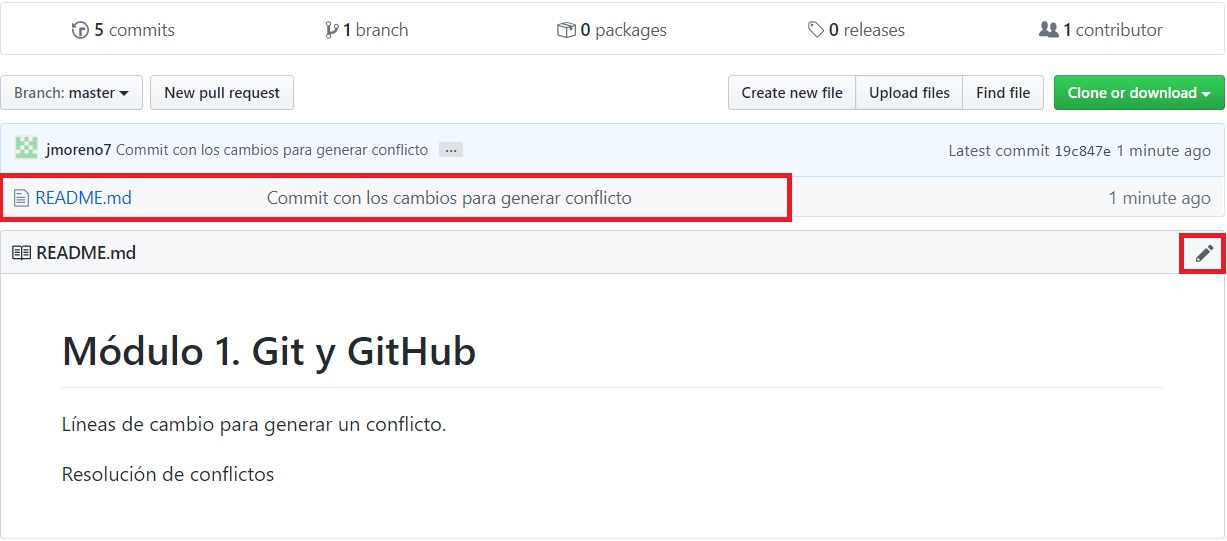 5 commits 1 branch 0 packages 0 releases 1 contributor
Branch: master New pull request Create new file Upload files Find file Clone or download
jmoreno7 Commit con los cambios para generar conflicto ... Latest commit 19c847e 1 minute ago
README.md Commit con los cambios para generar conflicto 1 minute ago
README.md
Módulo 1. Git y GitHub
Líneas de cambio para generar un conflicto.
Resolución de conflictos